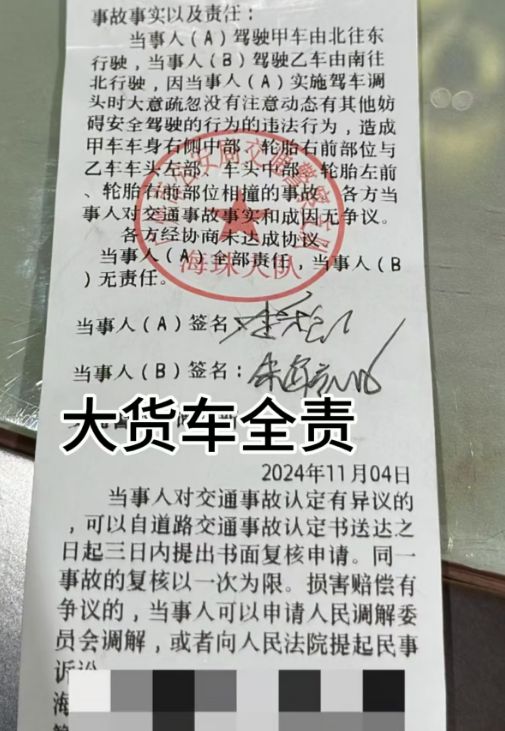 事故事实以及责任：
当事人(A)驾驶甲车由北往东
行驶，当事人(B)驾驶乙车由南往
北行驶，因当事人(A)实施驾车调
头时大意疏忽没有注意动态有其他妨
碍安全驾驶的行为的违法行为，造成
甲车车身右侧中部、轮胎右前部位与
乙车车头左部、车头中部、轮胎左前
、轮胎右前部位相撞的事故。各方当
事人对交通事故事实和成因无争议。
各方经协商未达成协议。
当事人(A)全部责任，当事人(B
)无责任。
海珠大队
当事人(A)签名：
当事人(B)签名：
大货车全责
2024年11月04日
当事人对交通事故认定有异议的
，可以自道路交通事故认定书送达之
日起三日内提出书面复核申请。同一
事故的复核以一次为限。损害赔偿有
争议的，当事人可以申请人民调解委
员会调解，或者向人民法院提起民事
诉讼
海